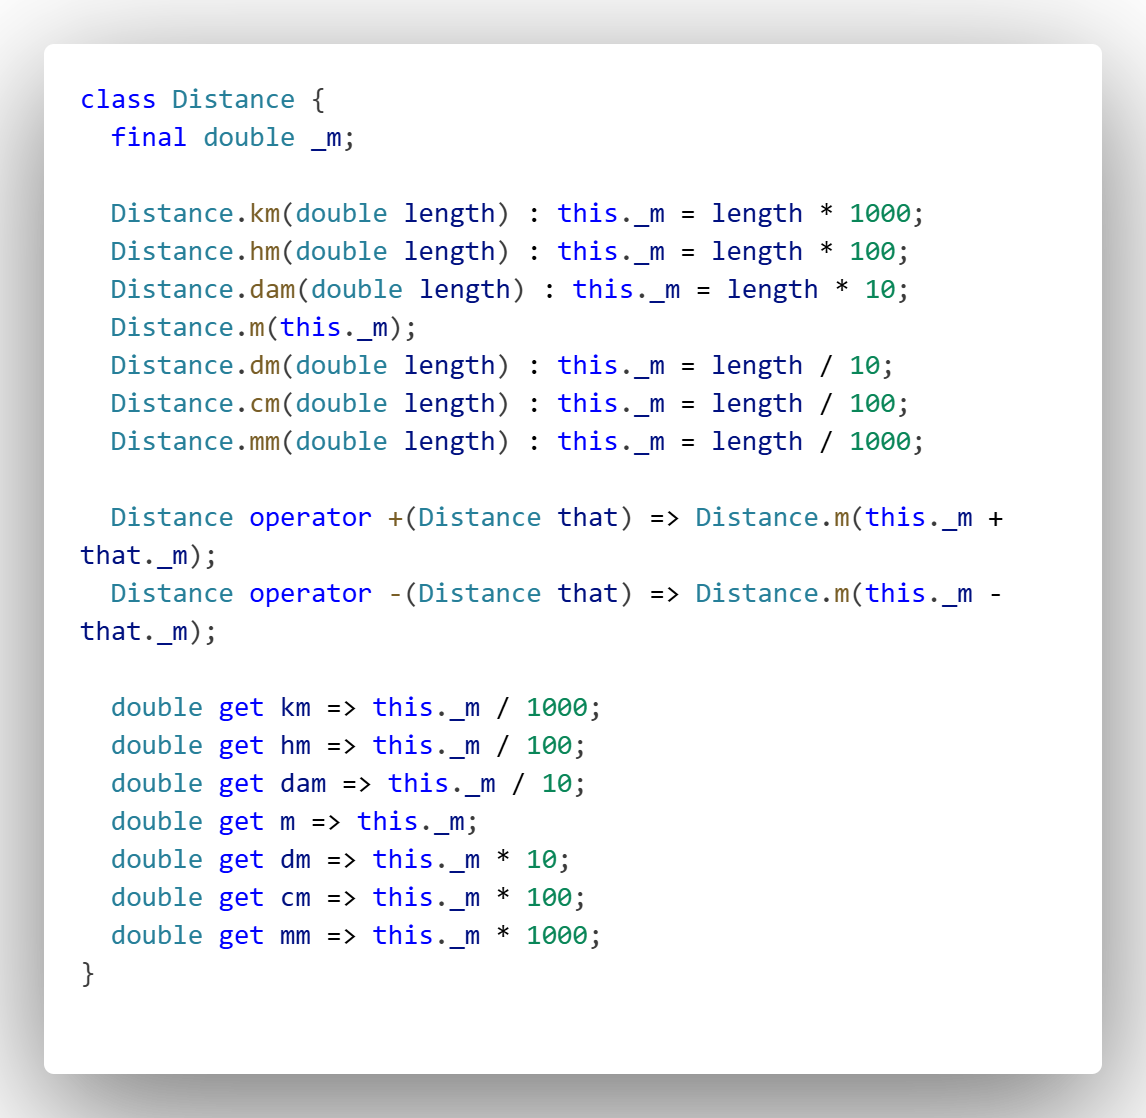 class Distance {
  final double _m;

  Distance.km(double length) : this._m = length * 1000;
  Distance.hm(double length) : this._m = length * 100;
  Distance.dam(double length) : this._m = length * 10;
  Distance.m(this._m);
  Distance.dm(double length) : this._m = length / 10;
  Distance.cm(double length) : this._m = length / 100;
  Distance.mm(double length) : this._m = length / 1000;

  Distance operator +(Distance that) => Distance.m(this._m +
that._m);
  Distance operator -(Distance that) => Distance.m(this._m -
that._m);

  double get km => this._m / 1000;
  double get hm => this._m / 100;
  double get dam => this._m / 10;
  double get m => this._m;
  double get dm => this._m * 10;
  double get cm => this._m * 100;
  double get mm => this._m * 1000;
}